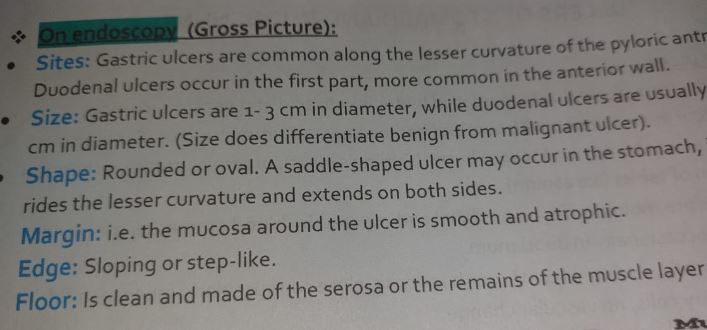 ❖ On endoscopy (Gross Picture):
• Sites: Gastric ulcers are common along the lesser curvature of the pyloric
Duodenal ulcers occur in the first part, more common in the anterior wall.
• Size: Gastric ulcers are 1- 3 cm in diameter, while duodenal ulcers are usually
cm in diameter. (Size does differentiate benign from malignant ulcer).
• Shape: Rounded or oval. A saddle-shaped ulcer may occur in the stomach,
rides the lesser curvature and extends on both sides.
Margin: i.e. the mucosa around the ulcer is smooth and atrophic.
Edge: Sloping or step-like.
Floor: Is clean and made of the serosa or the remains of the muscle layer